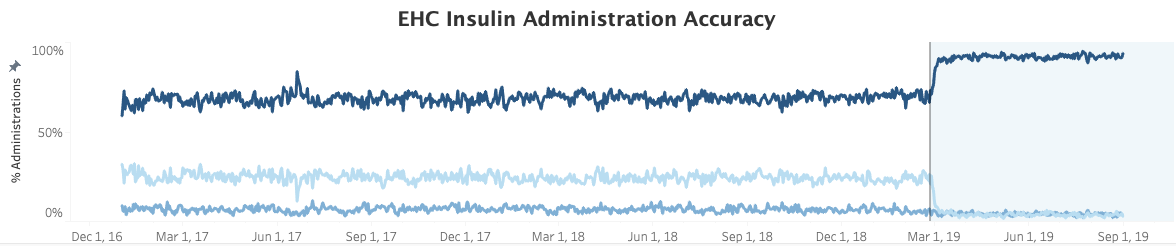 EHC Insulin Administration Accuracy
100%
50%
0%
% Administrations
Dec 1, 16 Mar 1, 17 Jun 1, 17 Sep 1, 17 Dec 1, 17 Mar 1, 18 Jun 1, 18 Sep 1, 18 Dec 1, 18 Mar 1, 19 Jun 1, 19 Sep 1, 19